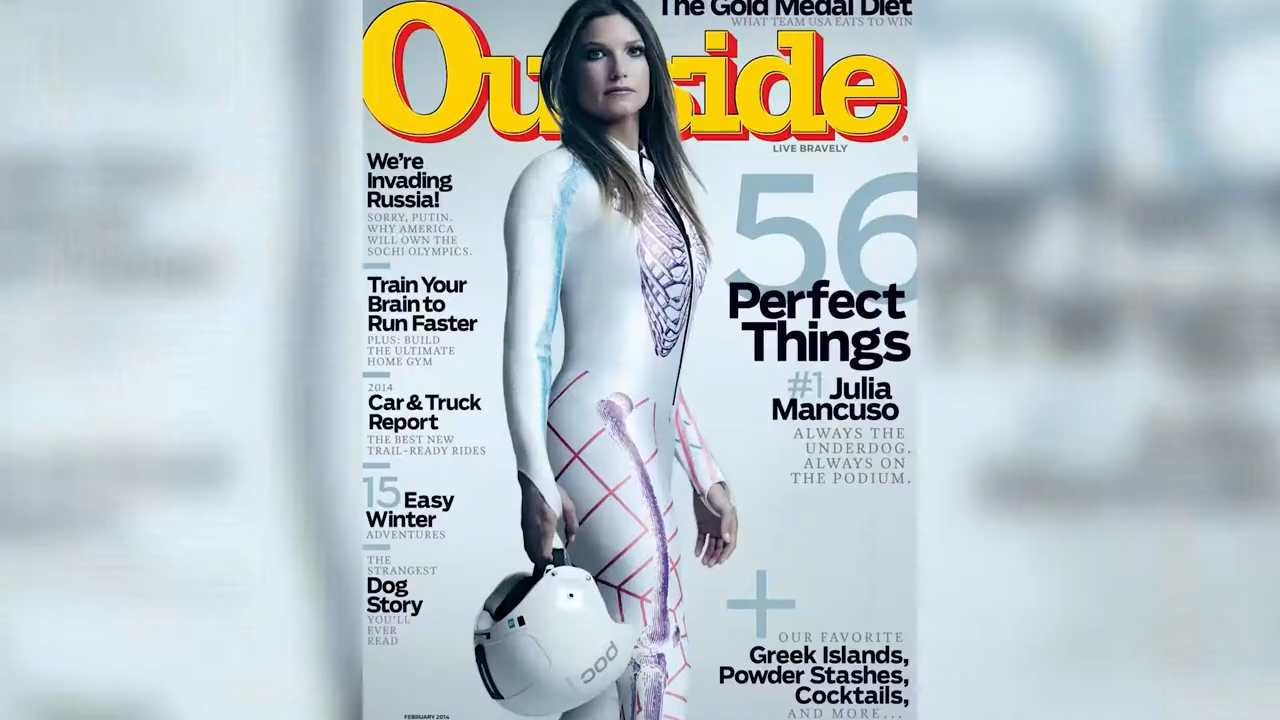 The Gold Medal Diet
WHAT TEAM USA EATS TO WIN
Outside
LIVE BRAVELY
We're
Invading
Russia!
SORRY, PUTIN.
WHY AMERICA
WILL OWN THE
SOCHI OLYMPICS.
Train Your
Brain to
Run Faster
PLUS: BUILD
THE ULTIMATE
HOME GYM
2014
Car & Truck
Report
THE BEST NEW
TRAIL-READY RIDES
15 Easy
Winter
ADVENTURES
THE
STRANGEST
Dog
Story
YOU'LL
EVER
READ
FEBRUARY 2014
56
Perfect
Things
#1 Julia
Mancuso
ALWAYS THE
UNDERDOG.
ALWAYS ON
THE PODIUM.
+
OUR FAVORITE
Greek Islands,
Powder Stashes,
Cocktails,
AND MORE...
POC